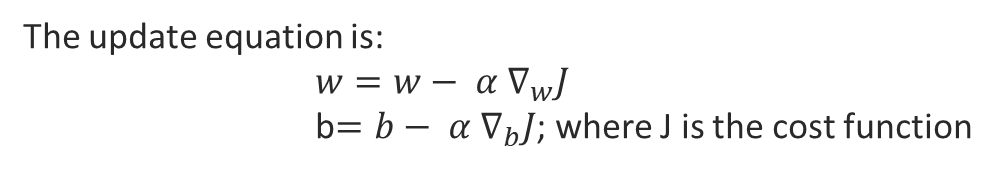 The update equation is:
w = w − α ∇wJ
b= b − α ∇bJ; where J is the cost function